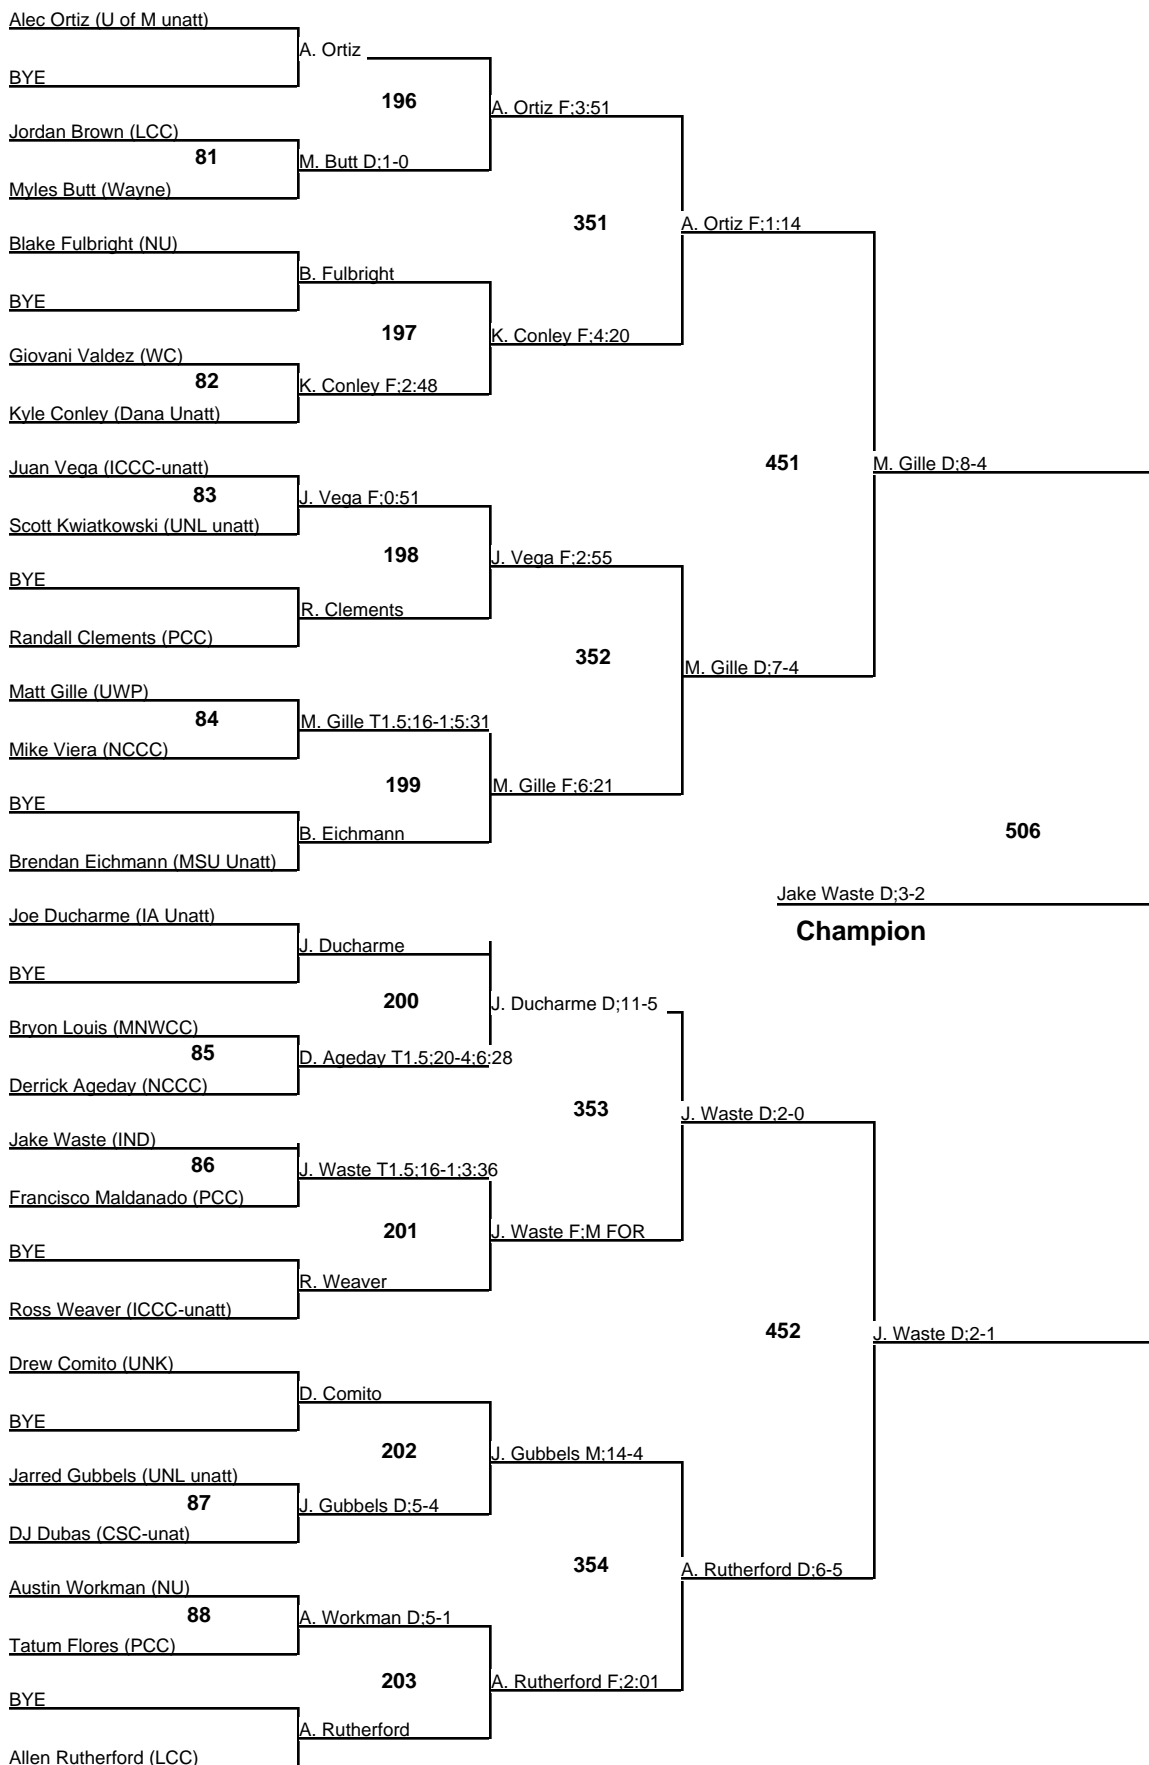 Alec Ortiz (U of M unatt)
A. Ortiz
BYE
196
A. Ortiz F;3:51
Jordan Brown (LCC)
81
M. Butt D;1-0
Myles Butt (Wayne)
351
A. Ortiz F;1:14
Blake Fulbright (NU)
B. Fulbright
BYE
197
K. Conley F;4:20
Giovani Valdez (WC)
82
K. Conley F;2:48
Kyle Conley (Dana Unatt)
451
M. Gille D;8-4
Juan Vega (ICCC-unatt)
83
J. Vega F;0:51
Scott Kwiatkowski (UNL unatt)
198
J. Vega F;2:55
BYE
R. Clements
Randall Clements (PCC)
352
M. Gille D;7-4
Matt Gille (UWP)
84
M. Gille T1.5;16-1;5:31
Mike Viera (NCCC)
199
M. Gille F;6:21
BYE
B. Eichmann
Brendan Eichmann (MSU Unatt)
506
Jake Waste D;3-2
Champion
Joe Ducharme (IA Unatt)
J. Ducharme
BYE
200
J. Ducharme D;11-5
Bryon Louis (MNWCC)
85
D. Ageday T1.5;20-4;6:28
Derrick Ageday (NCCC)
353
J. Waste D;2-0
Jake Waste (IND)
86
J. Waste T1.5;16-1;3:36
Francisco Maldanado (PCC)
201
J. Waste F;M FOR
BYE
R. Weaver
Ross Weaver (ICCC-unatt)
452
J. Waste D;2-1
Drew Comito (UNK)
D. Comito
BYE
202
J. Gubbels M;14-4
Jarred Gubbels (UNL unatt)
87
J. Gubbels D;5-4
DJ Dubas (CSC-unat)
354
A. Rutherford D;6-5
Austin Workman (NU)
88
A. Workman D;5-1
Tatum Flores (PCC)
203
A. Rutherford F;2:01
BYE
A. Rutherford
Allen Rutherford (LCC)